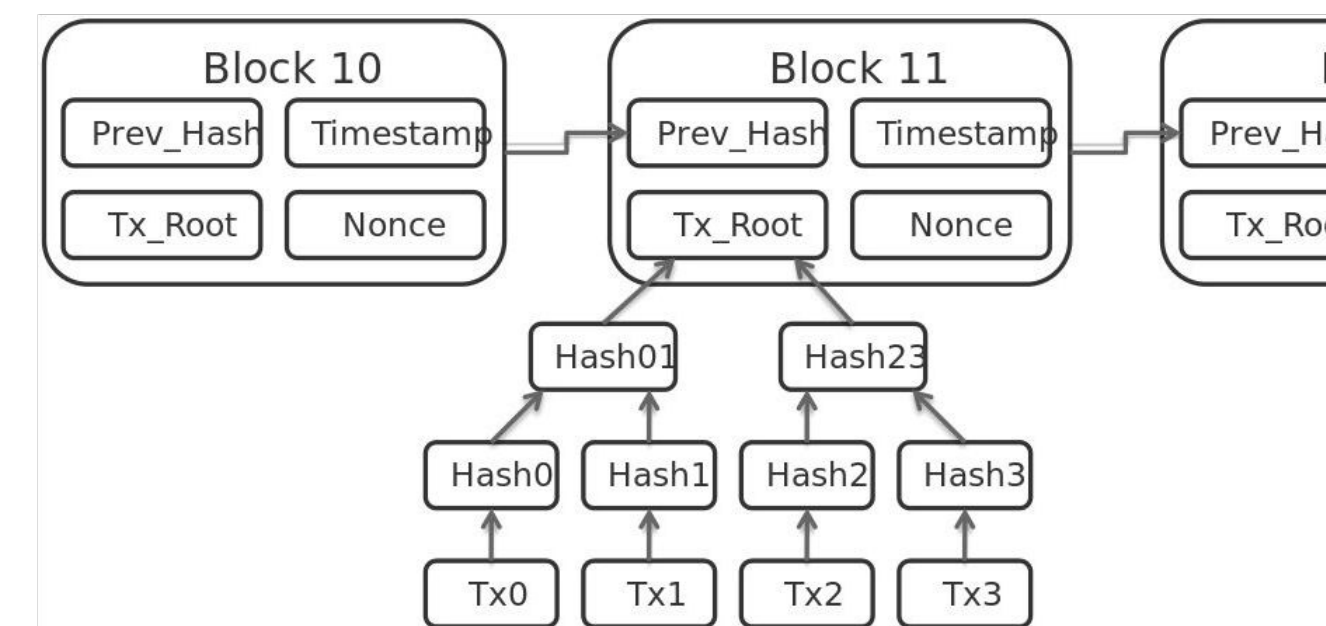 Block 10
Block 11
Prev_Hash
Timestamp
Prev_Hash
Timestamp
Tx_Root
Nonce
Tx_Root
Nonce
Hash01
Hash23
Hash0
Hash1
Hash2
Hash3
Tx0
Tx1
Tx2
Tx3